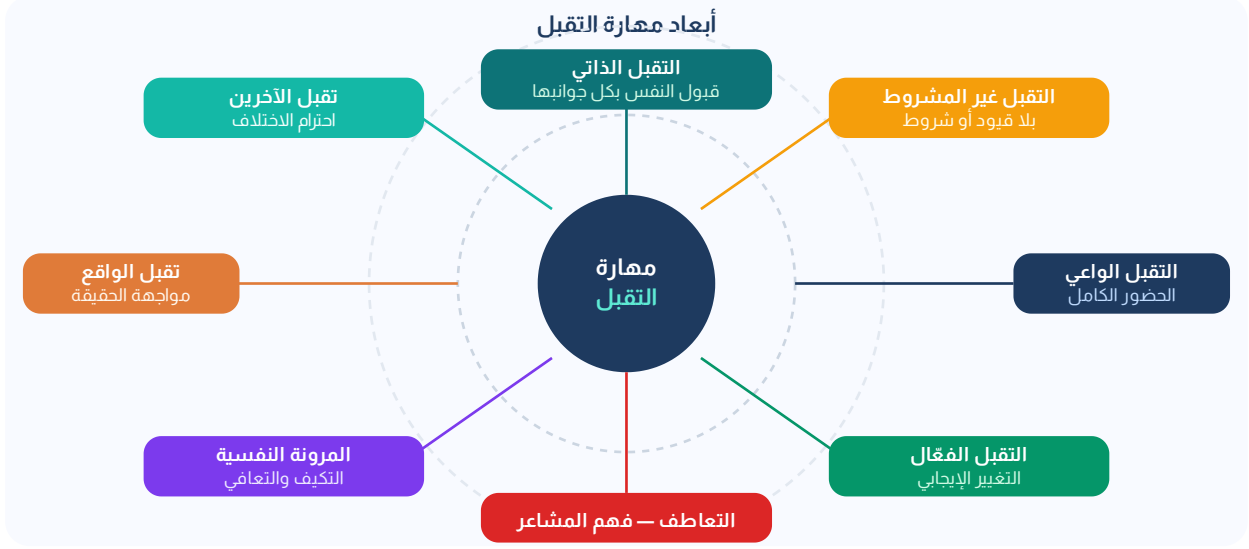 أبعاد مهارة التقبل
التقبل الذاتي
قبول النفس بكل جوانبها
التقبل غير المشروط
بلا قيود أو شروط
تقبل الآخرين
احترام الاختلاف
مهارة
التقبل
التقبل الواعي
الحضور الكامل
تقبل الواقع
مواجهة الحقيقة
التقبل الفعّال
التغيير الإيجابي
المرونة النفسية
التكيف والتعافي
التعاطف — فهم المشاعر